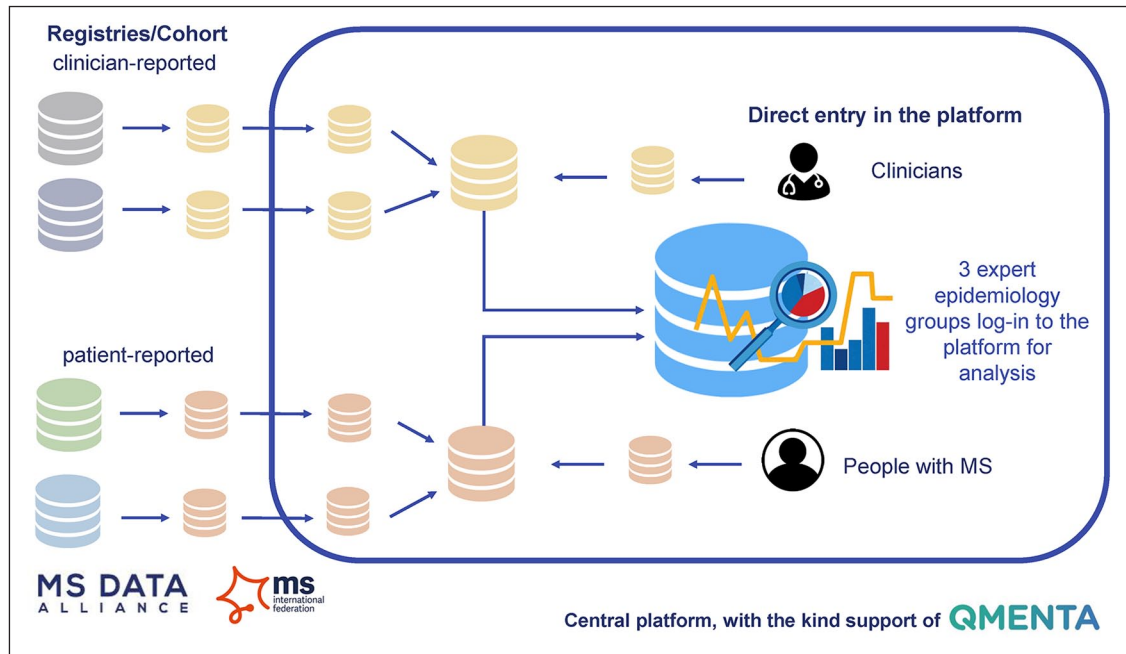 Registries/Cohort
clinician-reported
Direct entry in the platform
Clinicians
3 expert
epidemiology
groups log-in to the
platform for
analysis
patient-reported
People with MS
MS DATA
ALLIANCE
ms
international
federation
Central platform, with the kind support of QMENTA